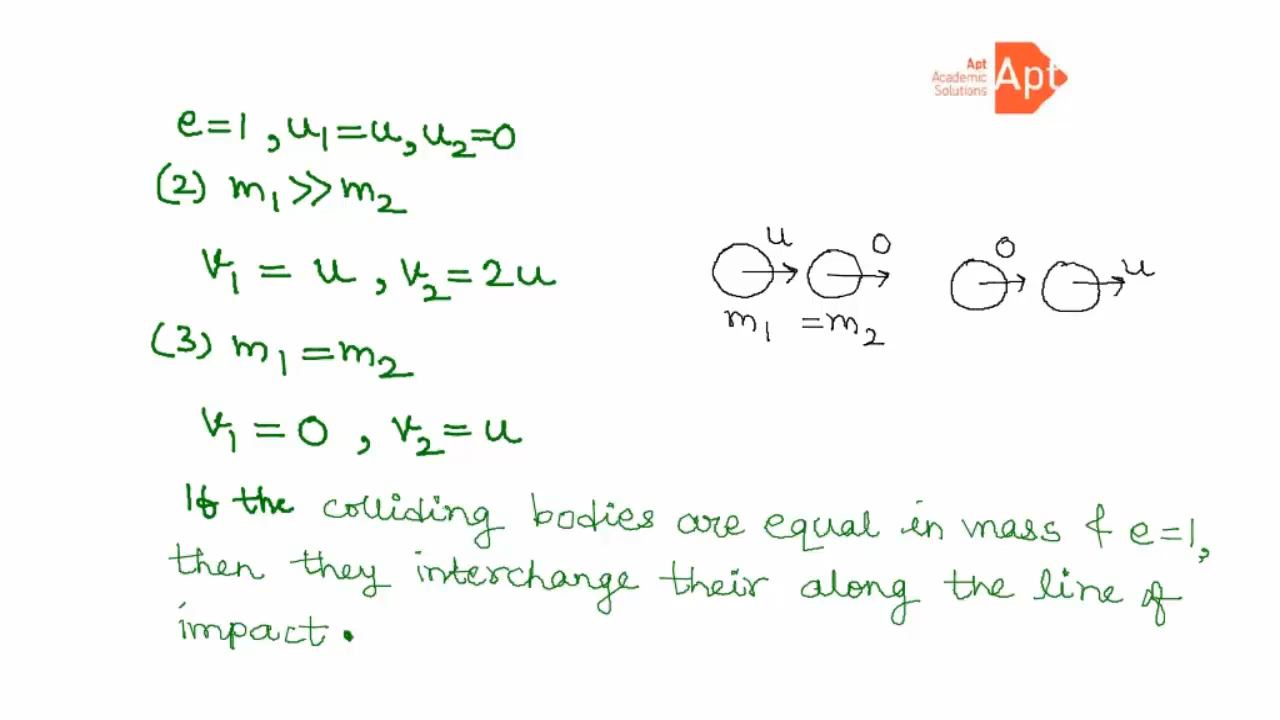 Apt
Academic
Solutions
Apt
e=1, u₁=u, u₂=0
(2) m₁>>m₂
v₁ = u, v₂=2u
(3) m₁=m₂
v₁=0, v₂=u
u 0 0 u
m₁ =m₂
If the colliding bodies are equal in mass & e=1,
then they interchange their along the line of
impact.